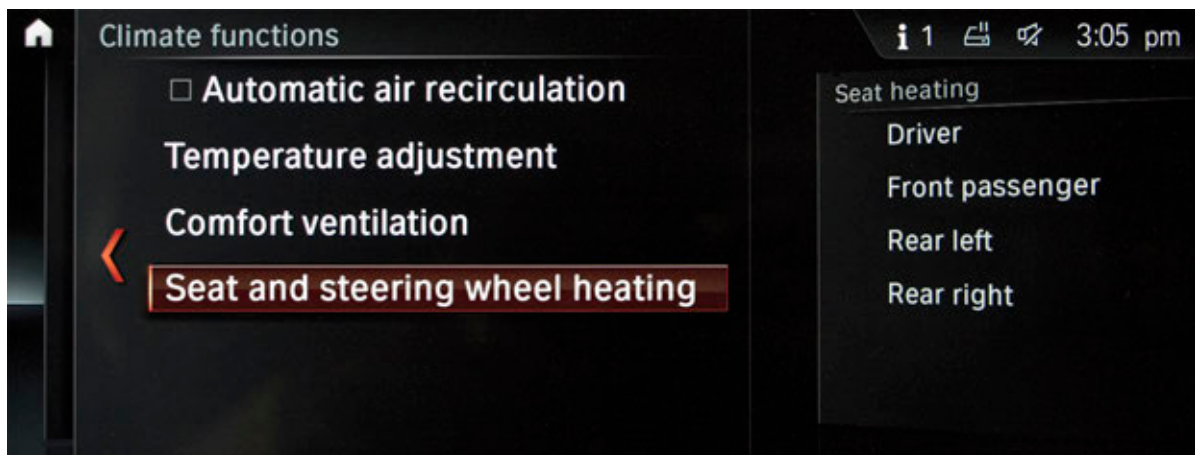 Climate functions
i 1 3:05 pm
Automatic air recirculation
Temperature adjustment
Comfort ventilation
Seat and steering wheel heating
Seat heating
Driver
Front passenger
Rear left
Rear right